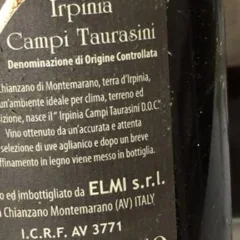 Irpinia
Campi Taurasini
Denominazione di Origine Controllata
Chianzano di Montemarano, terra d'Irpinia,
un'ambiente ideale per clima, terreno ed
izione, nasce il " Irpinia Campi Taurasini D.O.C."
Vino ottenuto da un'accurata e attenta
selezione di uve aglianico e dopo un breve
affinamento in legno viene messo in bottiglia.
o ed imbottigliato da ELMI s.r.l.
Chianzano Montemarano (AV) ITALY
I.C.R.F. AV 3771